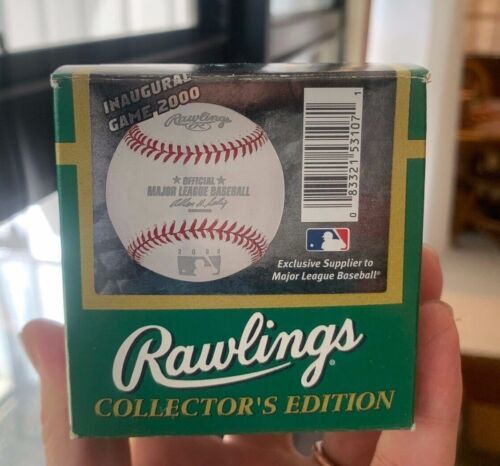 INAUGURAL
GAME 2000
Rawlings
OFFICIAL
MAJOR LEAGUE BASEBALL
2000
0 83321 53107 1
Exclusive Supplier to
Major League Baseball®
Rawlings®
COLLECTOR'S EDITION